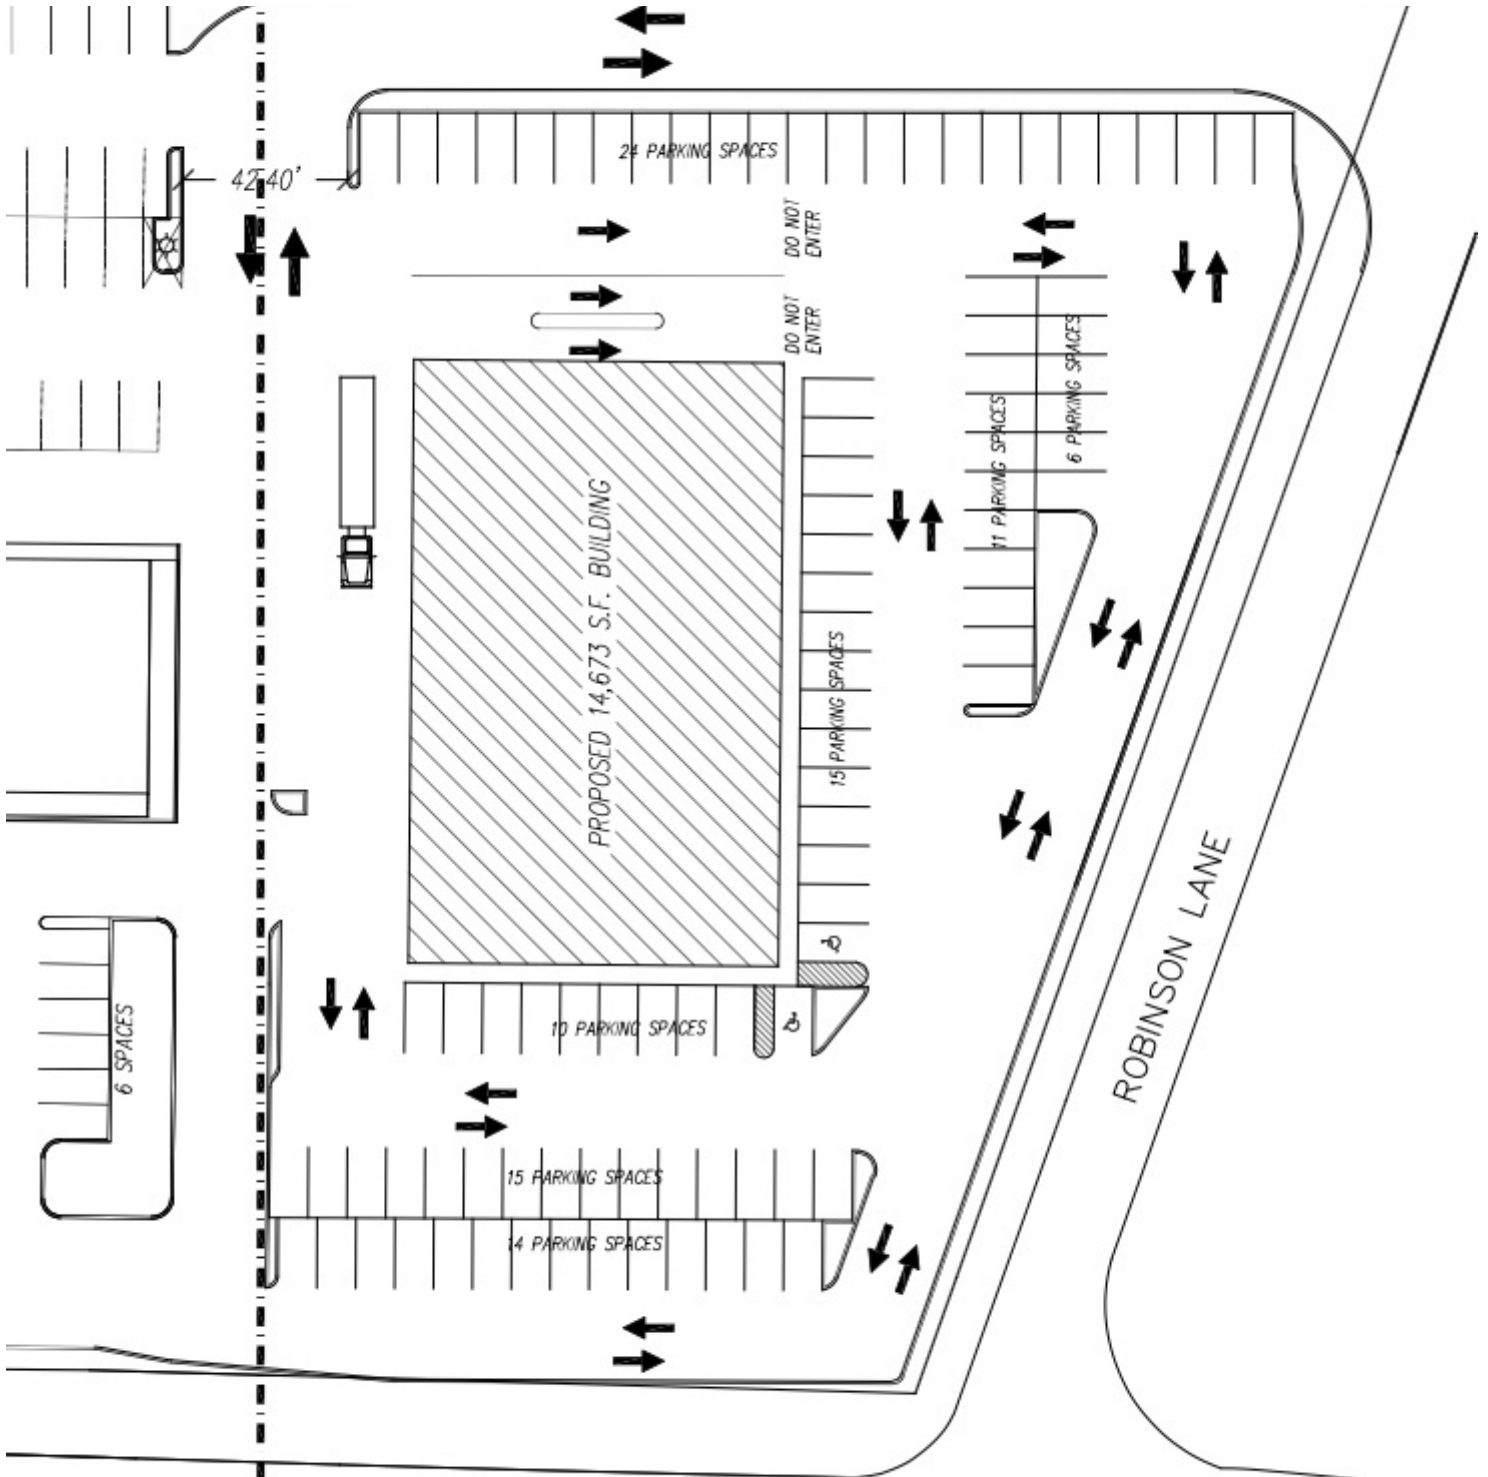 24 PARKING SPACES
42.40'
DO NOT
ENTER
DO NOT
ENTER
6 PARKING SPACES
11 PARKING SPACES
PROPOSED 14,673 S.F. BUILDING
15 PARKING SPACES
ROBINSON LANE
6 SPACES
10 PARKING SPACES
15 PARKING SPACES
14 PARKING SPACES